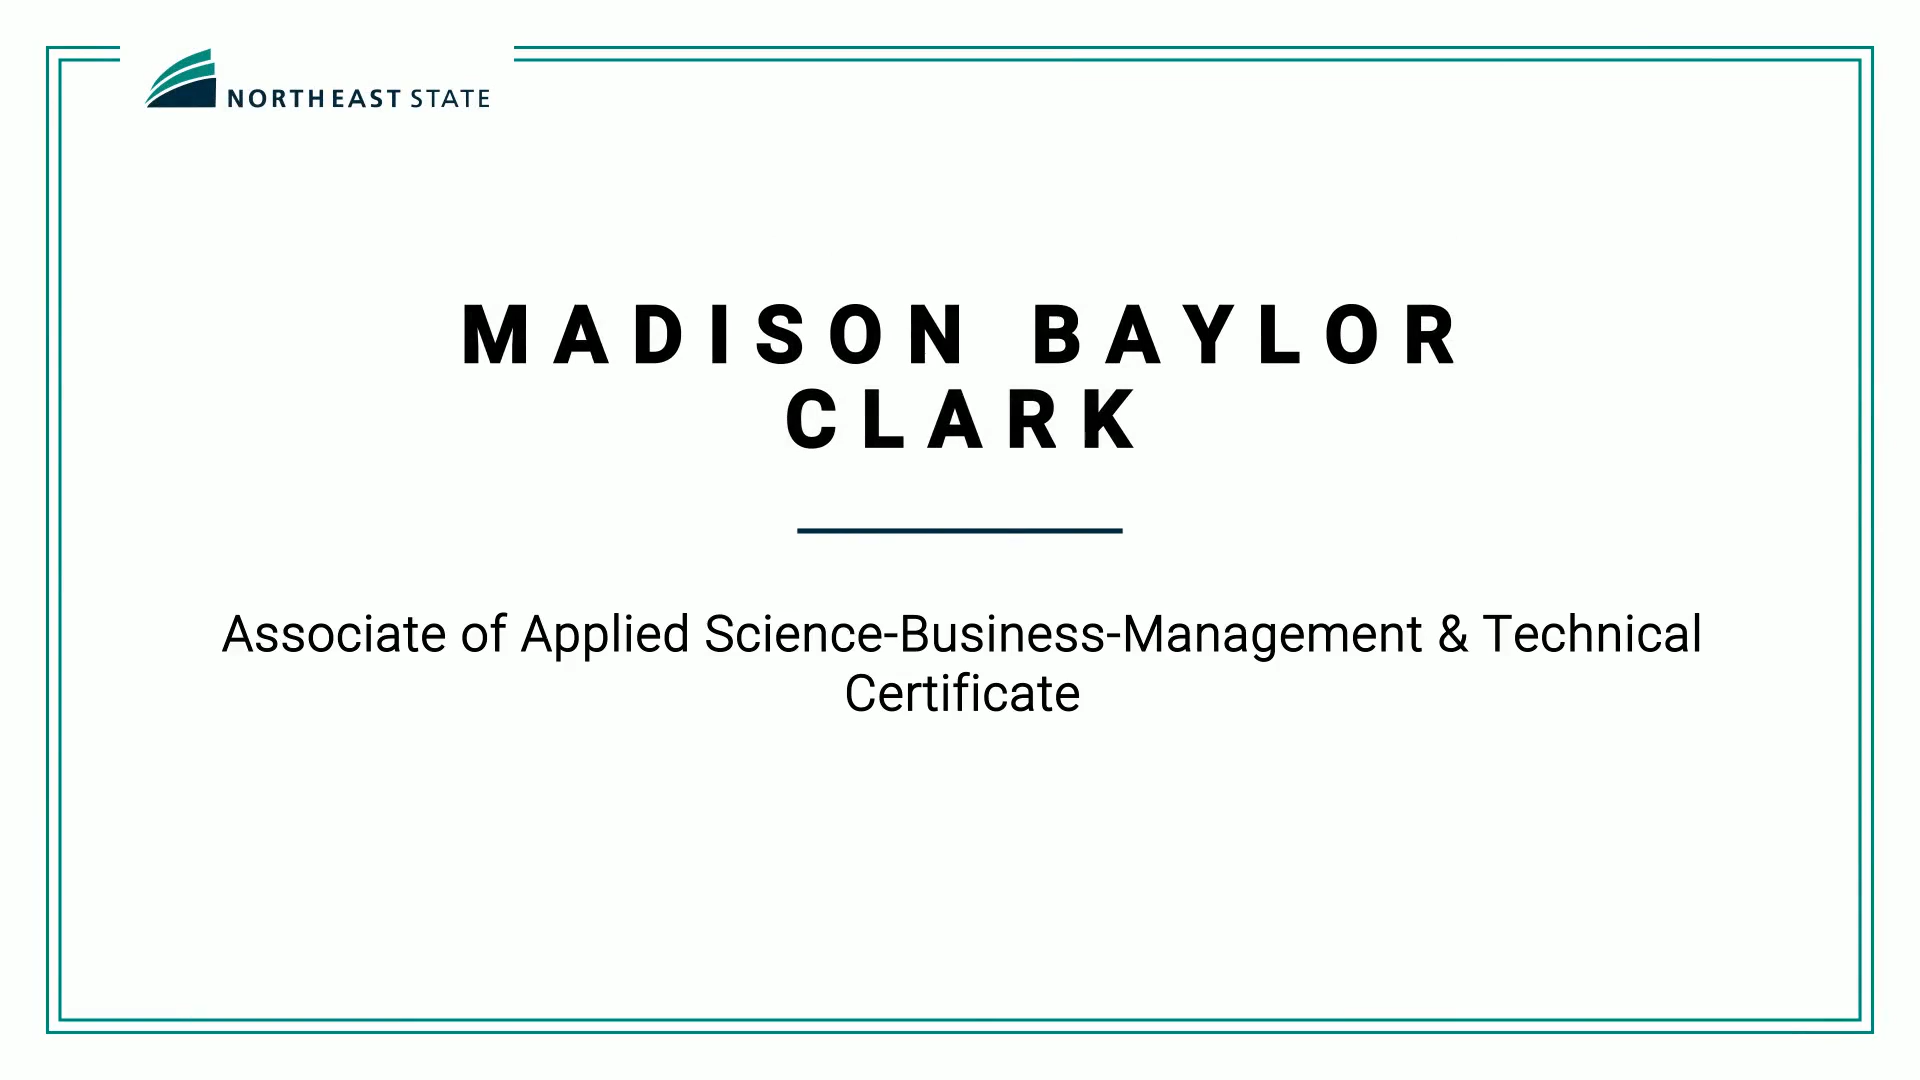 NORTHEAST STATE
MADISON BAYLOR
CLARK
Associate of Applied Science-Business-Management & Technical
Certificate